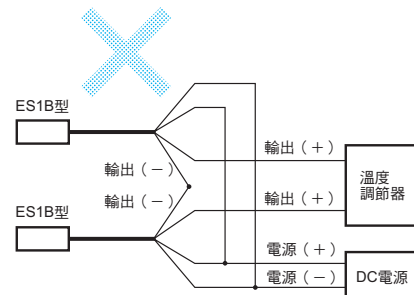 ES1B型
輸出（－）
輸出（＋）
溫度
調節器
輸出（－）
輸出（＋）
ES1B型
電源（＋）
電源（－）
DC電源